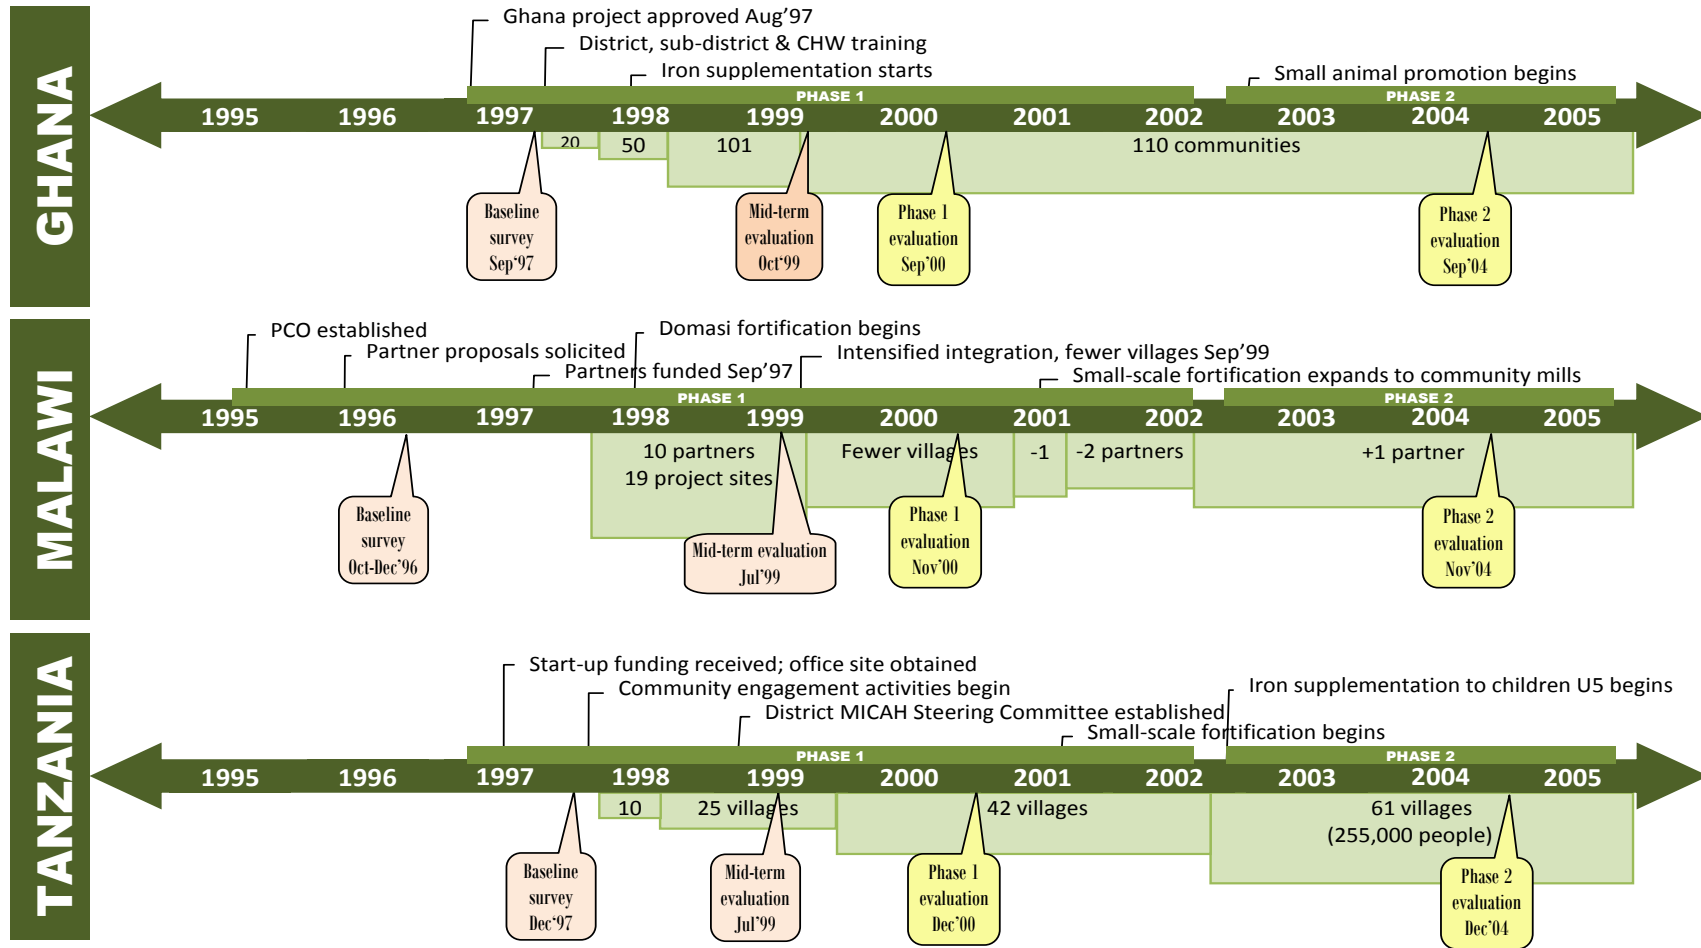 GHANA
Ghana project approved Aug'97
District, sub-district & CHW training
Iron supplementation starts
Small animal promotion begins
PHASE 1
PHASE 2
1995 1996 1997 1998 1999 2000 2001 2002 2003 2004 2005
20 50 101 110 communities
Baseline
survey
Sep‘97
Mid-term
evaluation
Oct‘99
Phase 1
evaluation
Sep’00
Phase 2
evaluation
Sep’04
MALAWI
PCO established
Partner proposals solicited
Partners funded Sep’97
Domasi fortification begins
Intensified integration, fewer villages Sep’99
Small-scale fortification expands to community mills
PHASE 1
PHASE 2
1995 1996 1997 1998 1999 2000 2001 2002 2003 2004 2005
10 partners
19 project sites
Fewer villages
-1
-2 partners
+1 partner
Baseline
survey
Oct-Dec’96
Mid-term evaluation
Jul’99
Phase 1
evaluation
Nov’00
Phase 2
evaluation
Nov’04
TANZANIA
Start-up funding received; office site obtained
Community engagement activities begin
District MICAH Steering Committee established
Small-scale fortification begins
Iron supplementation to children U5 begins
PHASE 1
PHASE 2
1995 1996 1997 1998 1999 2000 2001 2002 2003 2004 2005
10
25 villages
42 villages
61 villages
(255,000 people)
Baseline
survey
Dec‘97
Mid-term
evaluation
Jul’99
Phase 1
evaluation
Dec’00
Phase 2
evaluation
Dec’04